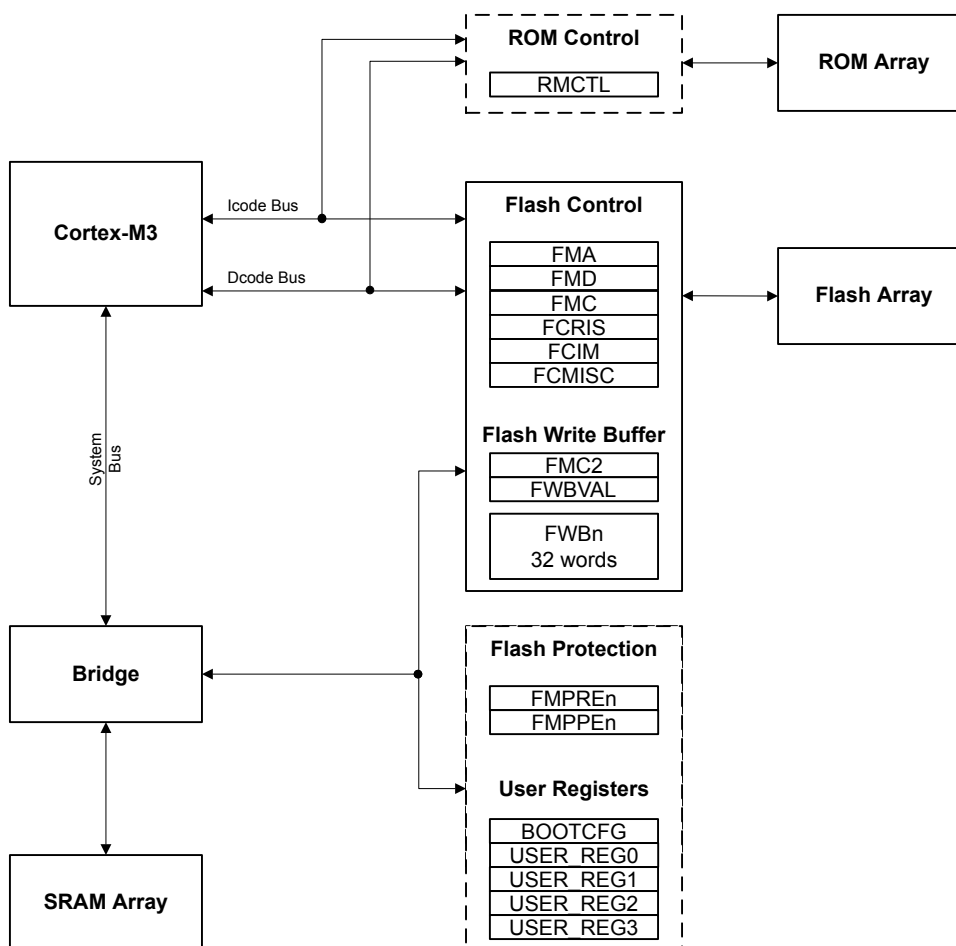 ROM Control
RMCTL
ROM Array
Cortex-M3
Icode Bus
Dcode Bus
Flash Control
FMA
FMD
FMC
FCRIS
FCIM
FCMISC
Flash Array
System
Bus
Flash Write Buffer
FMC2
FWBVAL
FWBn
32 words
Bridge
Flash Protection
FMPREn
FMPPEn
User Registers
BOOTCFG
USER_REG0
USER_REG1
USER_REG2
USER_REG3
SRAM Array